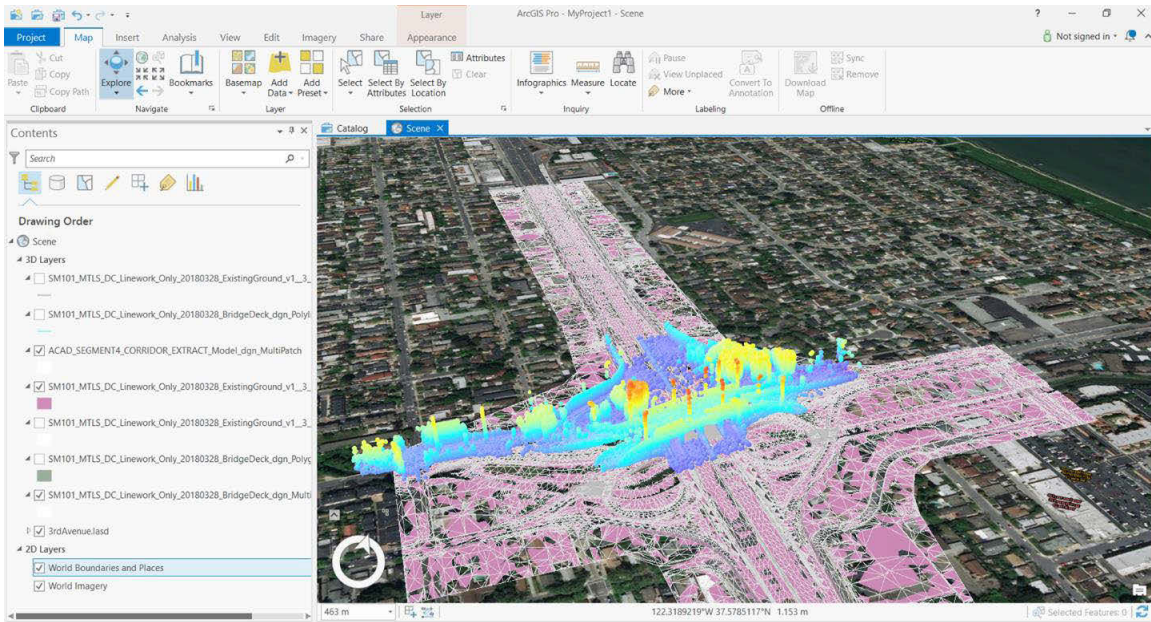 Layer
ArcGIS Pro - MyProject1 - Scene
? 
Project Map Insert Analysis View Edit Imagery Share Appearance
Not signed in
Paste
Cut
Copy
Copy Path
Clipboard
Explore
Bookmarks
Navigate
Basemap
Add Data
Add Preset
Layer
Select
Select By Attributes
Select By Location
Attributes
Clear
Selection
Infographics
Measure
Locate
Inquiry
Pause
View Unplaced
More
Convert To Annotation
Labeling
Download Map
Sync
Remove
Offline
Contents
Search
Drawing Order
Scene
3D Layers
SM101_MTLS_DC_Linework_Only_20180328_ExistingGround_v1__3_
SM101_MTLS_DC_Linework_Only_20180328_BridgeDeck_dgn_Polyl
ACAD_SEGMENT4_CORRIDOR_EXTRACT_Model_dgn_MultiPatch
SM101_MTLS_DC_Linework_Only_20180328_ExistingGround_v1__3_
SM101_MTLS_DC_Linework_Only_20180328_ExistingGround_v1__3_
SM101_MTLS_DC_Linework_Only_20180328_BridgeDeck_dgn_Polyg
SM101_MTLS_DC_Linework_Only_20180328_BridgeDeck_dgn_Multi
3rdAvenue.lasd
2D Layers
World Boundaries and Places
World Imagery
Catalog
Scene
463 m
122.3189219°W 37.5785117°N 1.153 m
Selected Features: 0